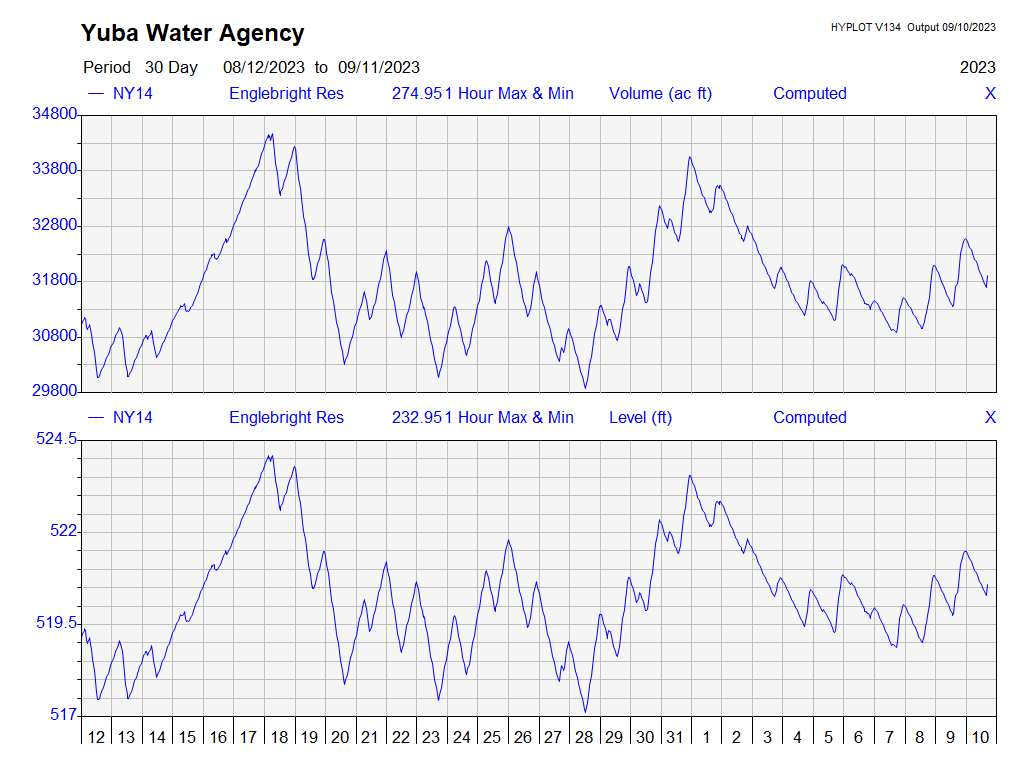 Yuba Water Agency
HYPLOT V134 Output 09/10/2023
Period 30 Day 08/12/2023 to 09/11/2023 2023
NY14 Englebright Res 274.951 Hour Max & Min Volume (ac ft) Computed X
34800
33800
32800
31800
30800
29800
NY14 Englebright Res 232.951 Hour Max & Min Level (ft) Computed X
524.5
522
519.5
517
12 13 14 15 16 17 18 19 20 21 22 23 24 25 26 27 28 29 30 31 1 2 3 4 5 6 7 8 9 10